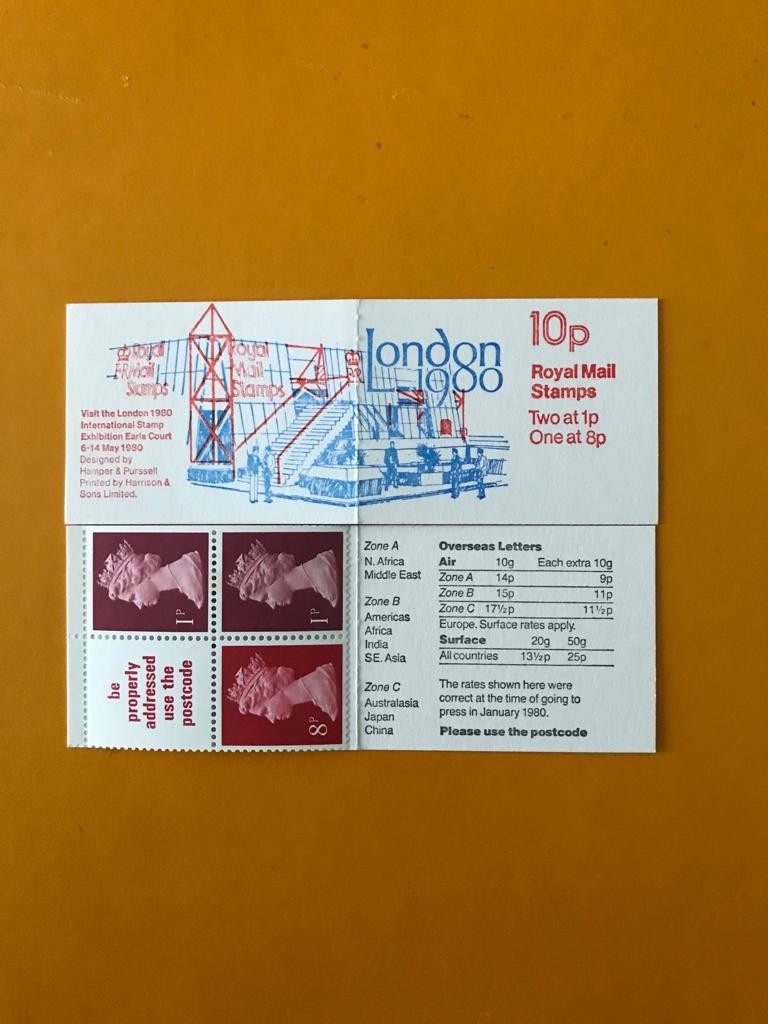 London
1980
10p
Royal Mail
Stamps
Two at 1p
One at 8p
Royal
Mail
Stamps
Royal
Mail
Stamps
Visit the London 1980
International Stamp
Exhibition Earls Court
6-14 May 1980
Designed by
Hamper & Purssell
Printed by Harrison &
Sons Limited.
1P
1P
be
properly
addressed
use the
postcode
8P
Zone A
N. Africa
Middle East
Zone B
Americas
Africa
India
SE. Asia
Zone C
Australasia
Japan
China
Overseas Letters
Air 10g Each extra 10g
Zone A 14p 9p
Zone B 15p 11p
Zone C 17½p 11½p
Europe. Surface rates apply.
Surface 20g 50g
All countries 13½p 25p
The rates shown here were
correct at the time of going to
press in January 1980.
Please use the postcode